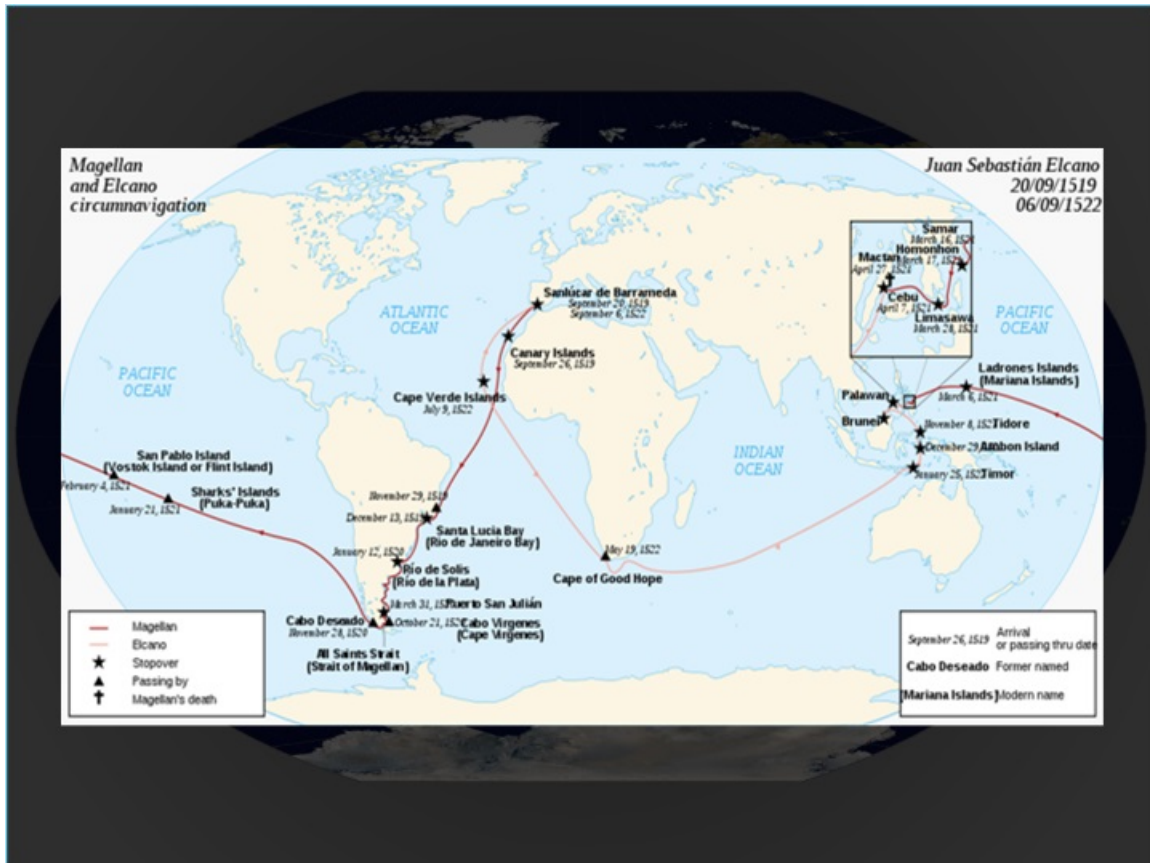 Magellan
and Elcano
circumnavigation
Juan Sebastián Elcano
20/09/1519
06/09/1522
Samar
March 16, 1521
Homonhon
March 17, 1521
Mactan
April 27, 1521
Cebu
April 7, 1521
Limasawa
March 28, 1521
Sanlúcar de Barrameda
September 20, 1519
September 6, 1522
ATLANTIC
OCEAN
PACIFIC
OCEAN
Canary Islands
September 26, 1519
Ladrones Islands
(Mariana Islands)
March 6, 1521
PACIFIC
OCEAN
Cape Verde Islands
July 9, 1522
Palawan
Brunei
November 8, 1521
Tidore
December 29,
Ambon Island
INDIAN
OCEAN
January 25, 1522
Timor
San Pablo Island
(Vostok Island or Flint Island)
February 4, 1521
Sharks' Islands
(Puka-Puka)
January 21, 1521
November 29, 1519
December 13, 1519
Santa Lucia Bay
(Rio de Janeiro Bay)
January 12, 1520
Río de Solis
(Río de la Plata)
May 19, 1522
Cape of Good Hope
March 31, 1520
Puerto San Julián
Cabo Deseado
November 28, 1520
October 21, 1520
Cabo Virgenes
(Cape Virgenes)
All Saints Strait
(Strait of Magellan)
Magellan
Elcano
Stopover
Passing by
Magellan's death
September 26, 1519 Arrival
or passing thru date
Cabo Deseado Former named
(Mariana Islands) Modern name